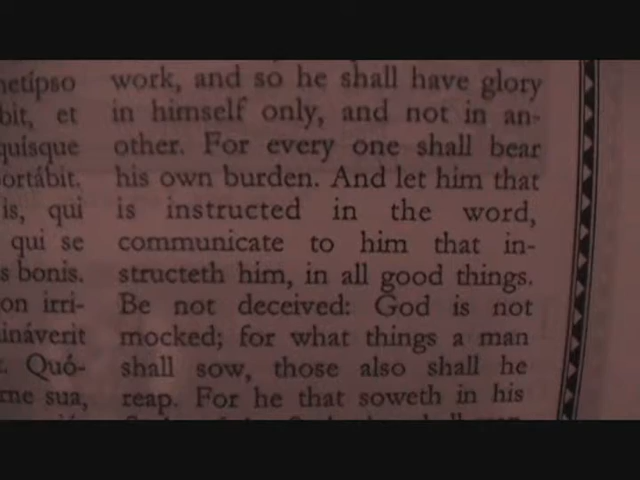 netípso
bit, et
quísque
ortábit.
is, qui
qui se
s bonis.
on irri-
ináverit
. Quó-
rne sua,
work, and so he shall have glory
in himself only, and not in an-
other. For every one shall bear
his own burden. And let him that
is instructed in the word,
communicate to him that in-
structeth him, in all good things.
Be not deceived: God is not
mocked; for what things a man
shall sow, those also shall he
reap. For he that soweth in his